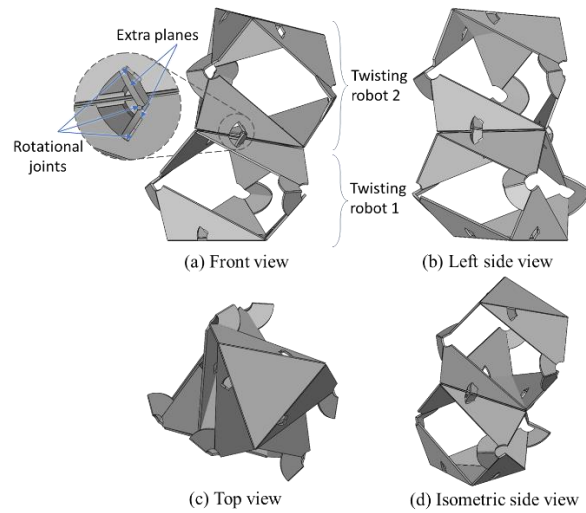 Extra planes
Rotational
joints
Twisting
robot 2
Twisting
robot 1
(a) Front view
(b) Left side view
(c) Top view
(d) Isometric side view